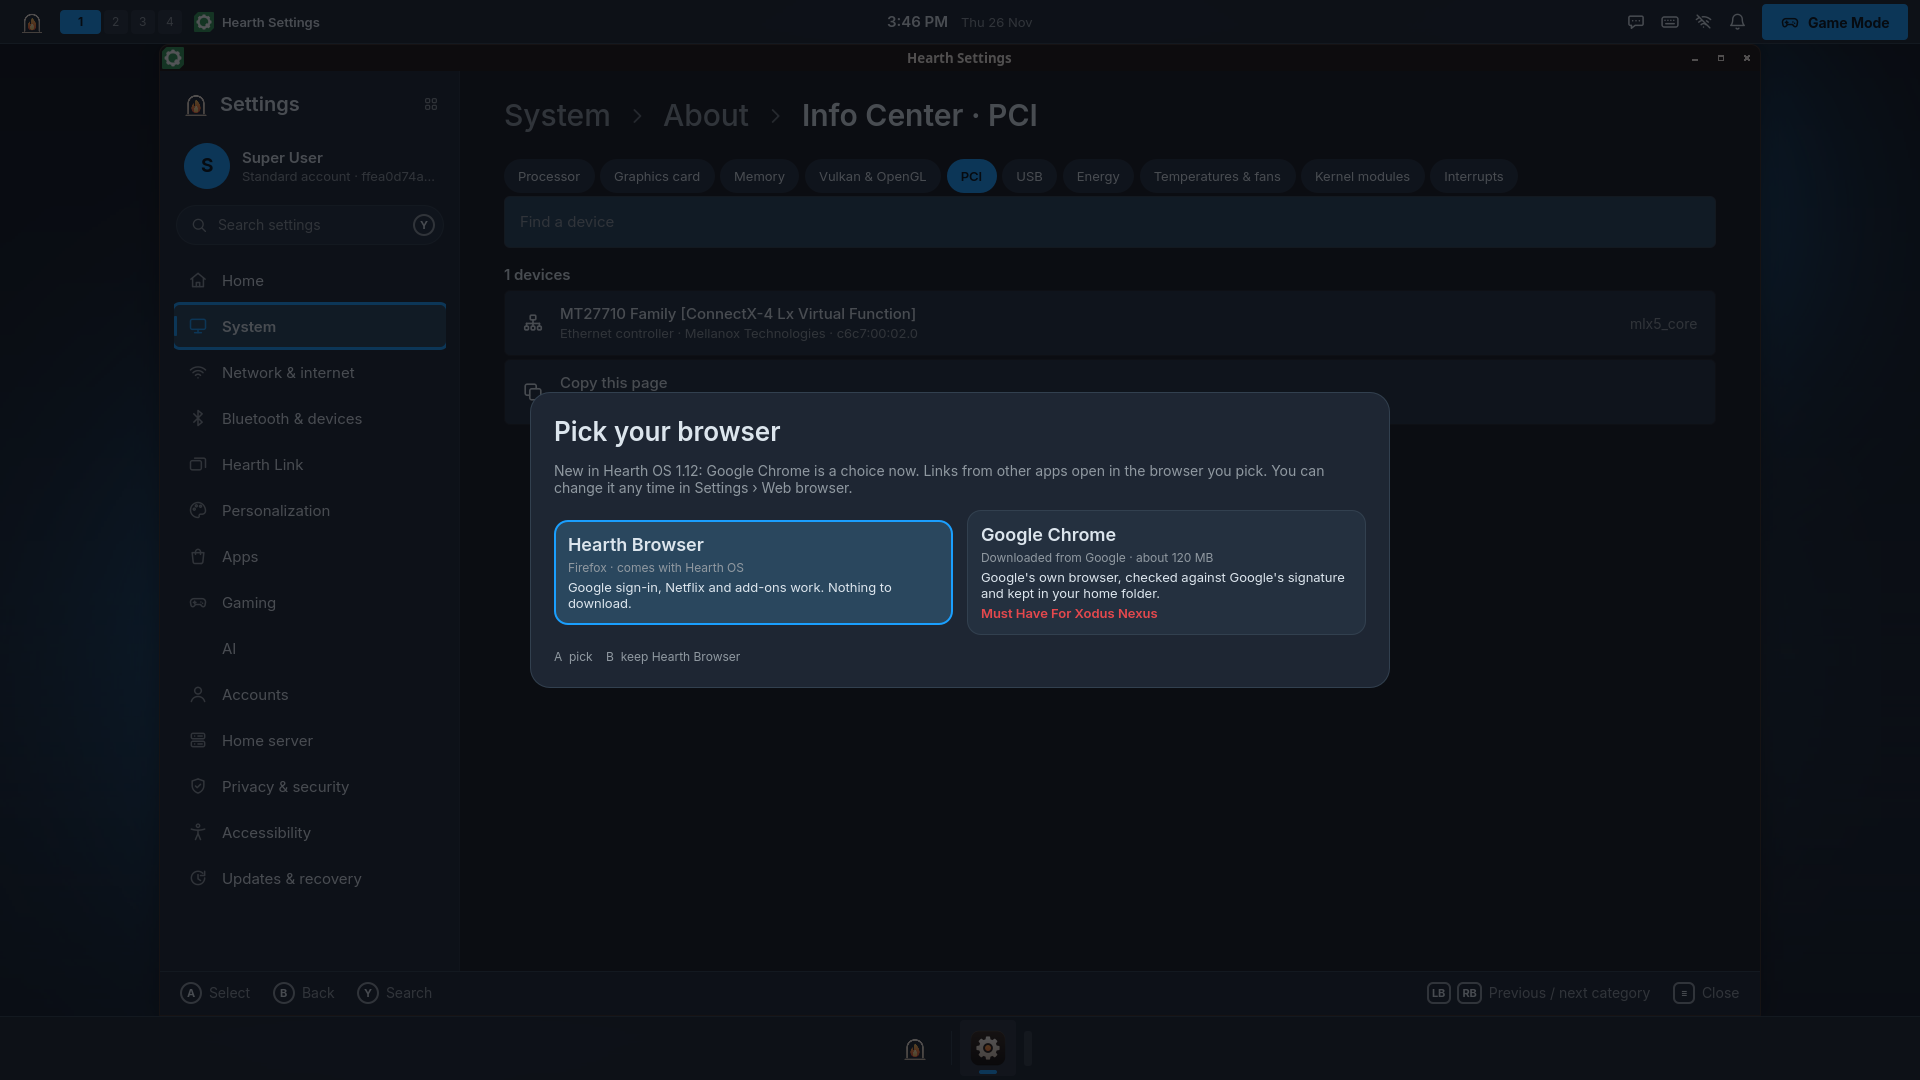 1 2 3 4 Hearth Settings 3:46 PM Thu 26 Nov Game Mode
Hearth Settings
Settings
S
Super User
Standard account · ffea0d74a...
Search settings Y
Home
System
Network & internet
Bluetooth & devices
Hearth Link
Personalization
Apps
Gaming
AI
Accounts
Home server
Privacy & security
Accessibility
Updates & recovery
System > About > Info Center · PCI
Processor Graphics card Memory Vulkan & OpenGL PCI USB Energy Temperatures & fans Kernel modules Interrupts
Find a device
1 devices
MT27710 Family [ConnectX-4 Lx Virtual Function]
Ethernet controller · Mellanox Technologies · c6c7:00:02.0
mlx5_core
Copy this page
Pick your browser
New in Hearth OS 1.12: Google Chrome is a choice now. Links from other apps open in the browser you pick. You can
change it any time in Settings › Web browser.
Hearth Browser
Firefox · comes with Hearth OS
Google sign-in, Netflix and add-ons work. Nothing to
download.
Google Chrome
Downloaded from Google · about 120 MB
Google's own browser, checked against Google's signature
and kept in your home folder.
Must Have For Xodus Nexus
A pick B keep Hearth Browser
A Select B Back Y Search LB RB Previous / next category Close